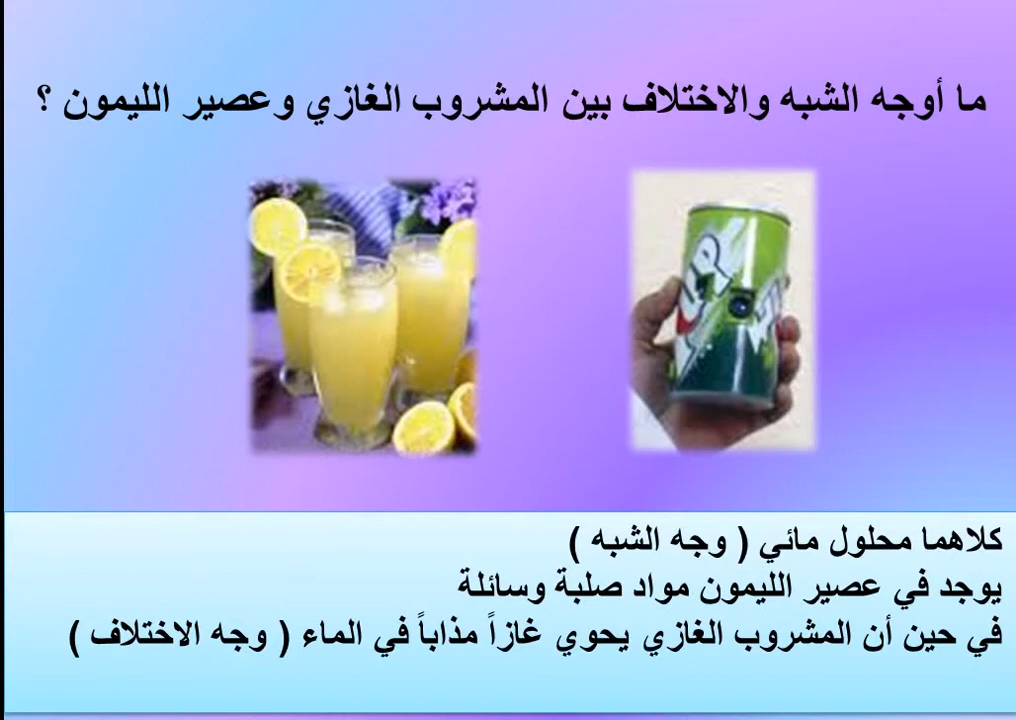 ما أوجه الشبه والاختلاف بين المشروب الغازي وعصير الليمون ؟
UP
كلاهما محلول مائي ( وجه الشبه )
يوجد في عصير الليمون مواد صلبة وسائلة
في حين أن المشروب الغازي يحوي غازاً مذاباً في الماء ( وجه الاختلاف )